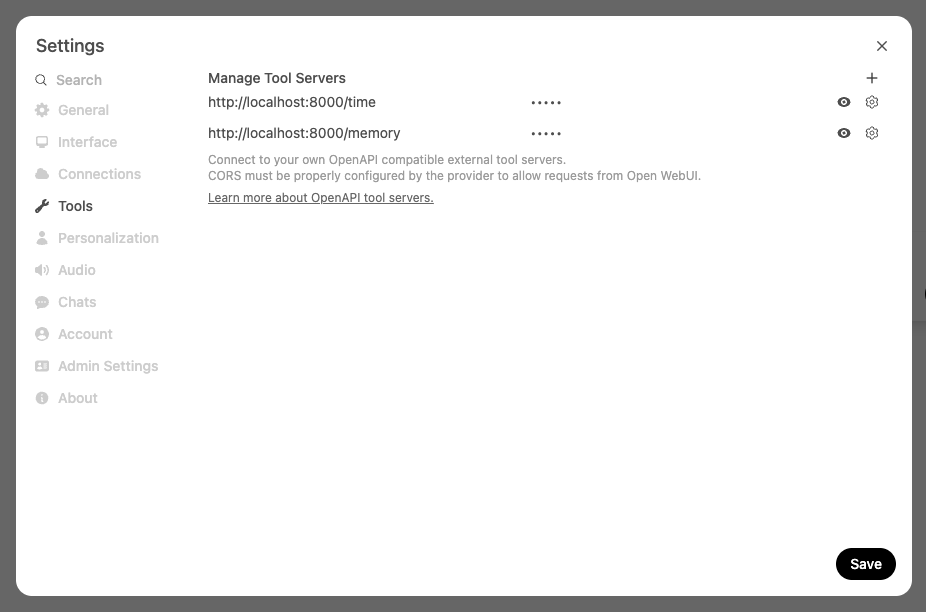 Settings
Search
General
Interface
Connections
Tools
Personalization
Audio
Chats
Account
Admin Settings
About
Manage Tool Servers
http://localhost:8000/time •••••
http://localhost:8000/memory •••••
Connect to your own OpenAPI compatible external tool servers.
CORS must be properly configured by the provider to allow requests from Open WebUI.
Learn more about OpenAPI tool servers.
Save